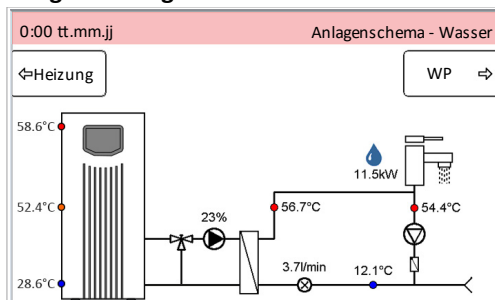 0:00 tt.mm.jj Anlagenschema - Wasser
⇦Heizung WP ⇨
58.6°C
11.5kW
52.4°C 56.7°C 54.4°C
23%
3.7l/min 12.1°C
28.6°C